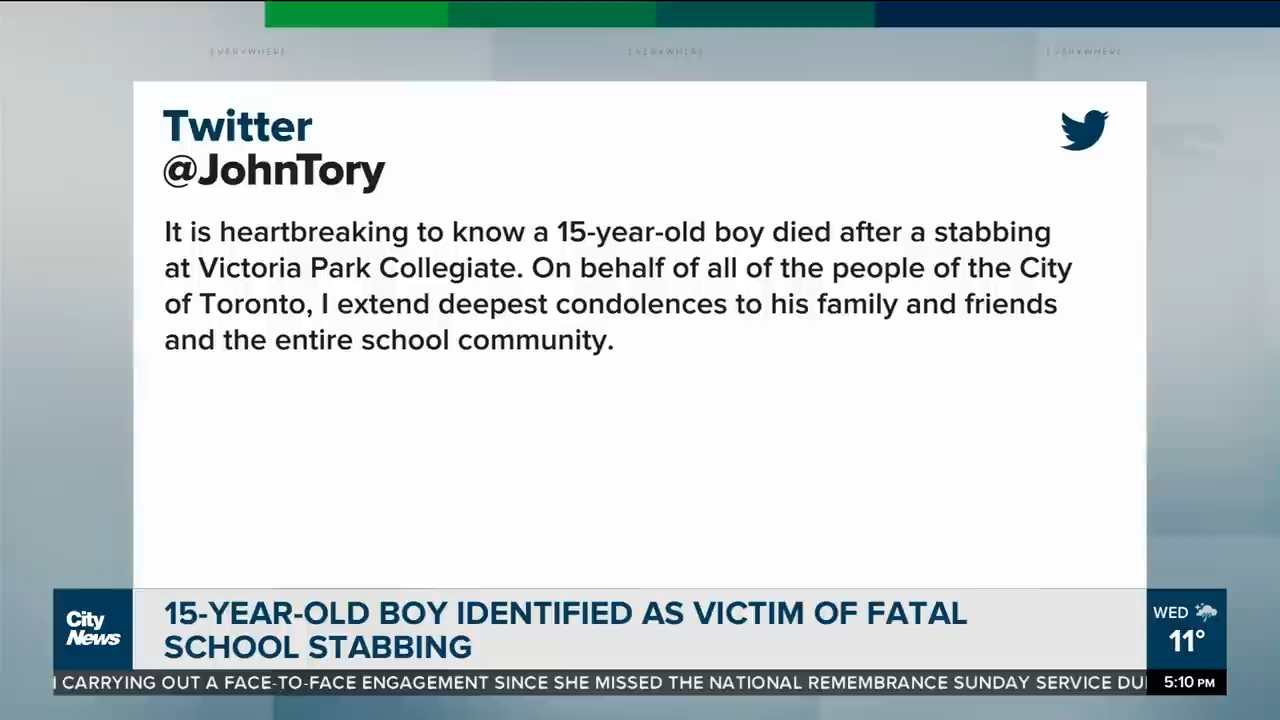 EVERYWHERE EVERYWHERE EVERYWHERE
Twitter
@JohnTory
It is heartbreaking to know a 15-year-old boy died after a stabbing
at Victoria Park Collegiate. On behalf of all of the people of the City
of Toronto, I extend deepest condolences to his family and friends
and the entire school community.
City
News
15-YEAR-OLD BOY IDENTIFIED AS VICTIM OF FATAL
SCHOOL STABBING
WED
11°
CARRYING OUT A FACE-TO-FACE ENGAGEMENT SINCE SHE MISSED THE NATIONAL REMEMBRANCE SUNDAY SERVICE
5:10 PM